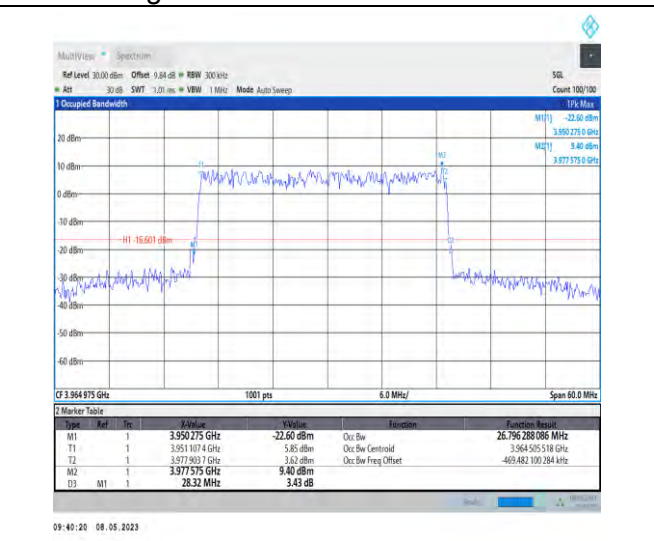 MultiView Spectrum
Ref Level 30.00 dBm Offset 9.84 dB RBW 300 kHz SGL
Att 30 dB SWT 1.01 ms VBW 1 MHz Mode Auto Sweep Count 100/100
1 Occupied Bandwidth 1Pk Max
M1[1] -22.60 dBm
3.950 275 0 GHz
M2[1] 9.40 dBm
3.977 575 0 GHz
20 dBm
M2
10 dBm
T1
T2
0 dBm
-10 dBm
H1 -16.601 dBm
M1
-20 dBm
-30 dBm
-40 dBm
-50 dBm
-60 dBm
CF 3.964 975 GHz 1001 pts 6.0 MHz/ Span 60.0 MHz
2 Marker Table
Type Ref Trc X-Value Y-Value Function Function Result
M1 1 3.950 275 GHz -22.60 dBm Occ Bw 26.796 288 086 MHz
T1 1 3.951 107 4 GHz 5.85 dBm Occ Bw Centroid 3.964 505 518 GHz
T2 1 3.977 903 7 GHz 3.62 dBm Occ Bw Freq Offset -469.482 100 284 kHz
M2 1 3.977 575 GHz 9.40 dBm
D3 M1 1 28.32 MHz 3.43 dB
09:40:20 08.05.2023